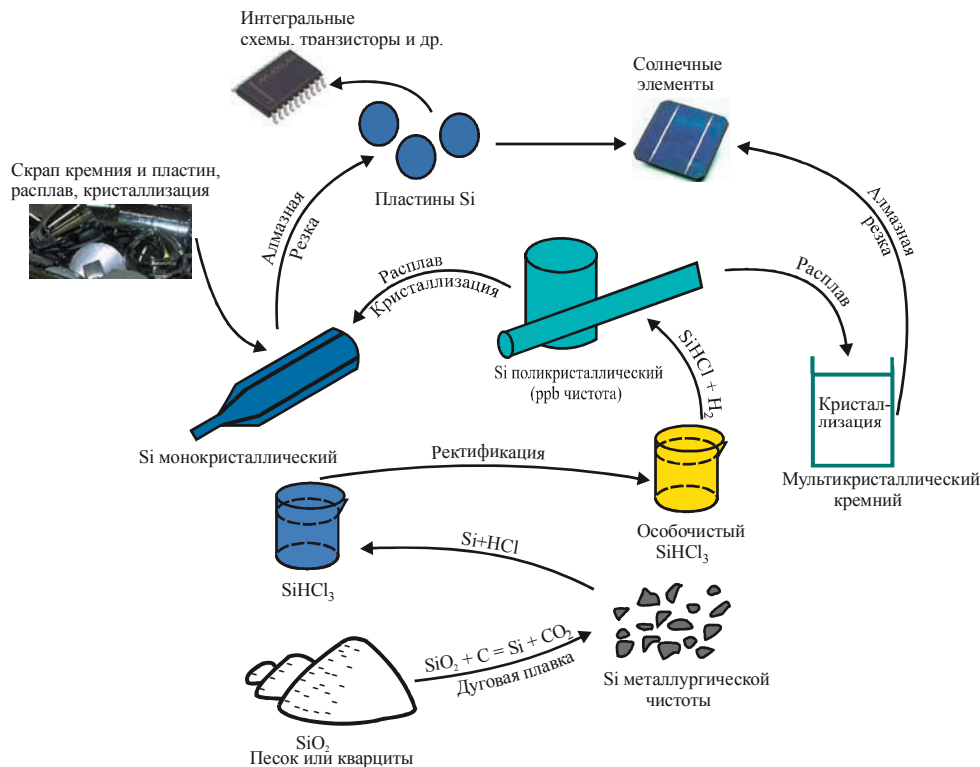 Интегральные
схемы, транзисторы и др.
Солнечные
элементы
Скрап кремния и пластин,
расплав, кристаллизация
Пластины Si
Алмазная
Резка
Алмазная
резка
Расплав
Кристаллизация
Расплав
Si поликристаллический
(ppb чистота)
SiHCl + H2
Кристал-
лизация
Si монокристаллический
Ректификация
Мультикристаллический
кремний
Особочистый
SiHCl3
Si+HCl
SiHCl3
SiO2 + C = Si + CO2
Дуговая плавка
Si металлургической
чистоты
SiO2
Песок или кварциты